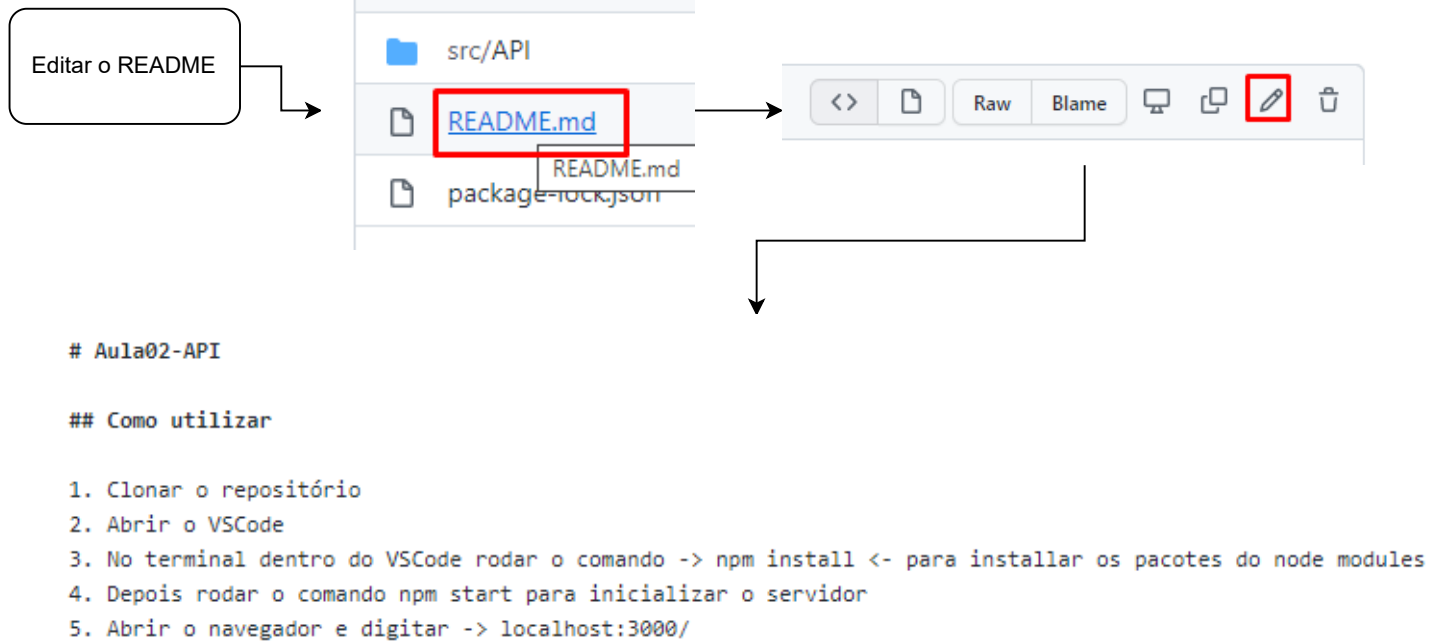 Editar o README
src/API
README.md
README.md
package-lock.json
Raw
Blame
# Aula02-API
## Como utilizar
1. Clonar o repositório
2. Abrir o VSCode
3. No terminal dentro do VSCode rodar o comando -> npm install <- para installar os pacotes do node modules
4. Depois rodar o comando npm start para inicializar o servidor
5. Abrir o navegador e digitar -> localhost:3000/